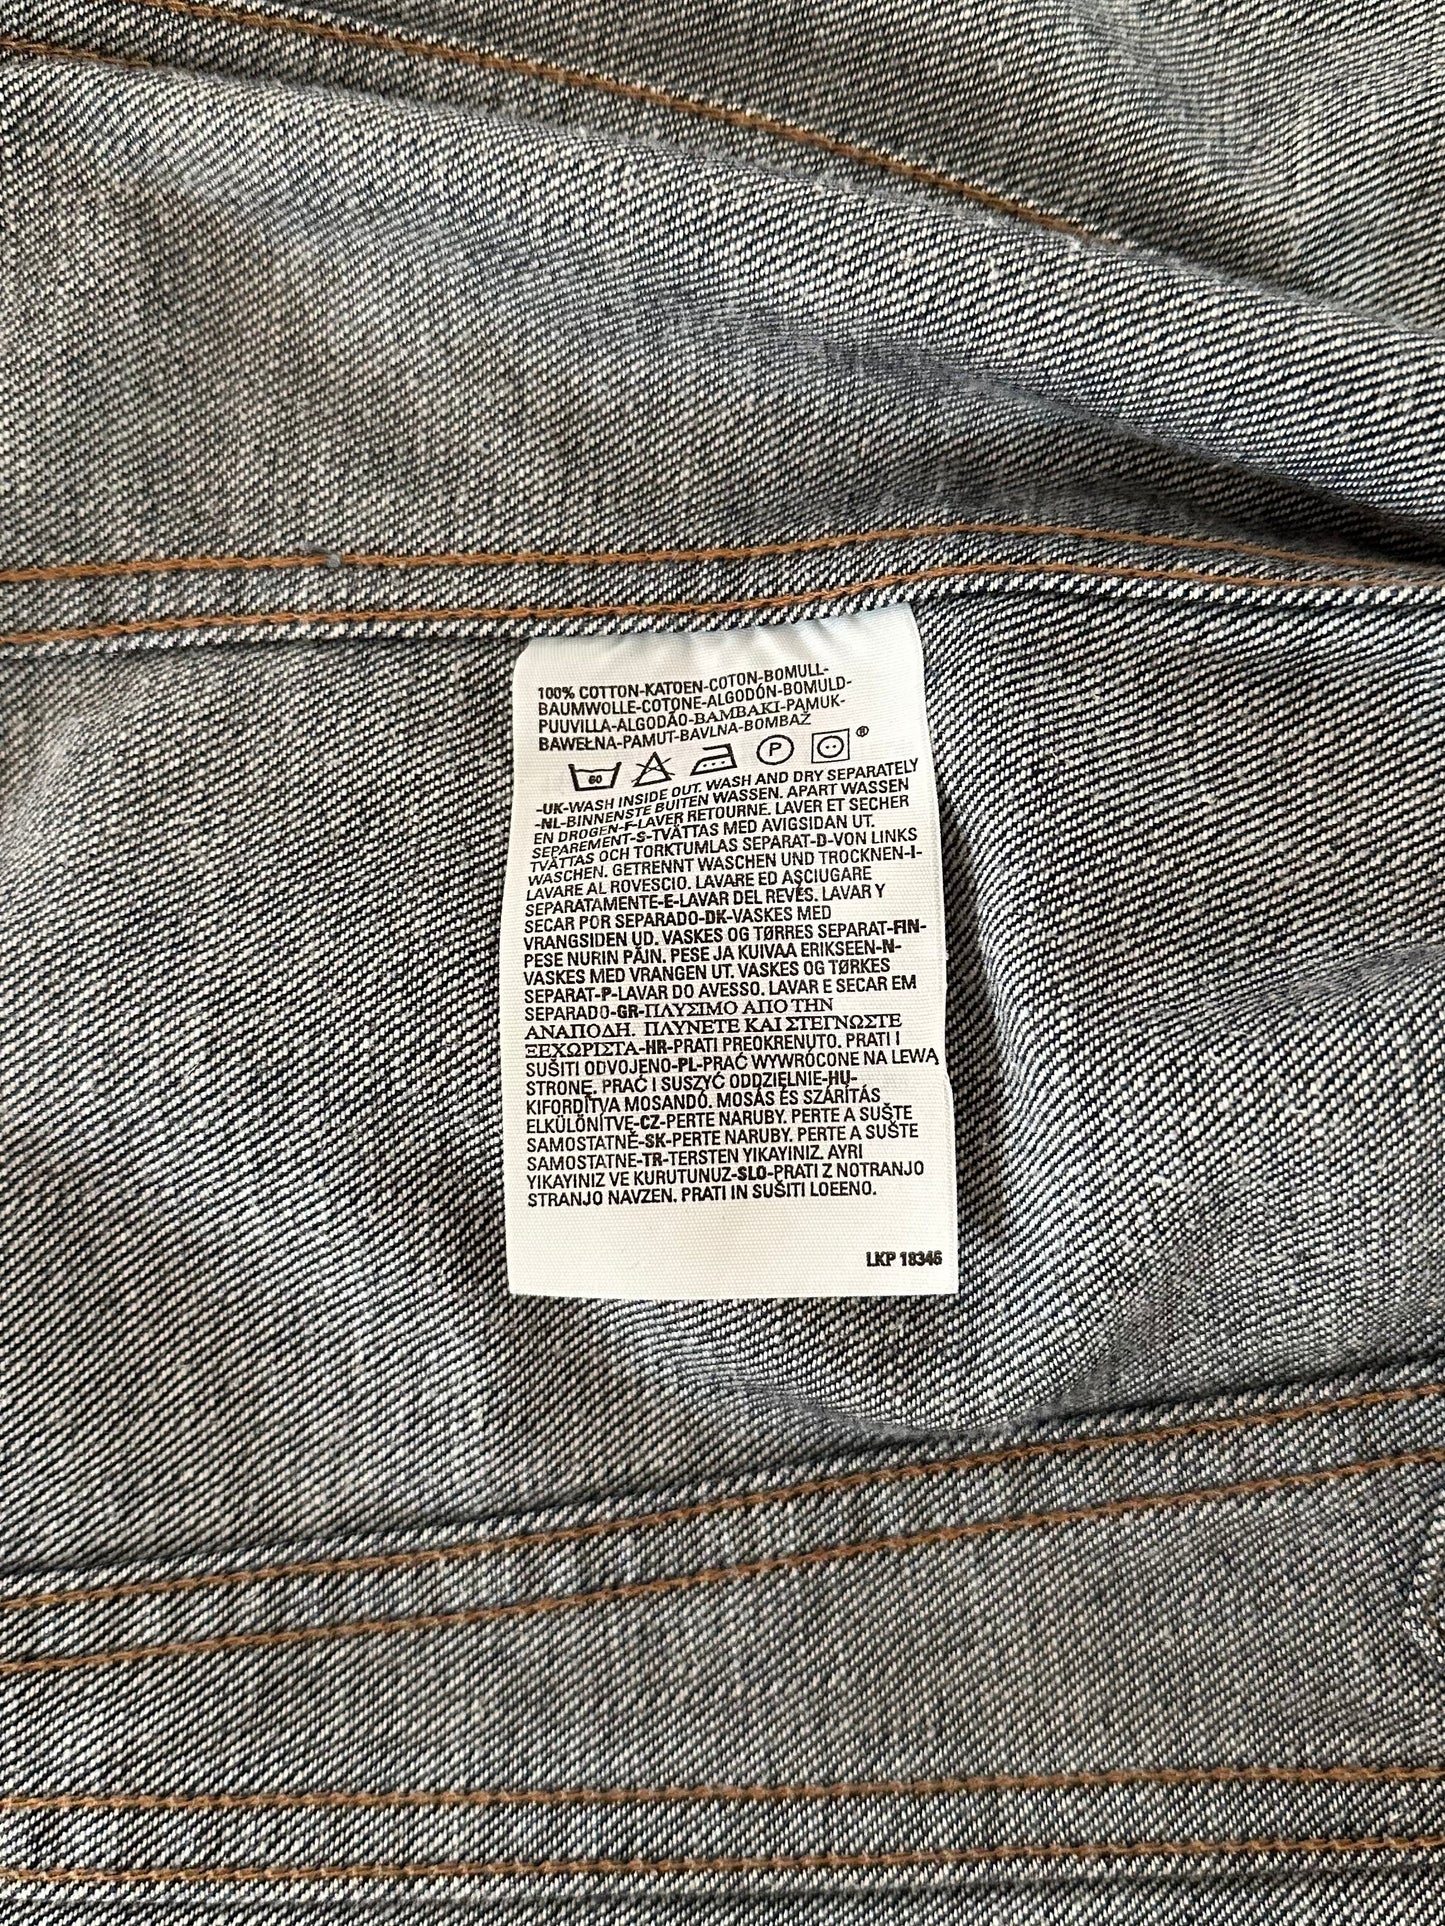 100% COTTON-KATOEN-COTON-BOMULL-
BAUMWOLLE-COTONE-ALGODÓN-BOMULD-
PUUVILLA-ALGODÃO-BAMBAKI-PAMUK-
BAWEŁNA-PAMUT-BAVLNA-BOMBAŽ
60 P ®
-UK-WASH INSIDE OUT. WASH AND DRY SEPARATELY
-NL-BINNENSTE BUITEN WASSEN. APART WASSEN
EN DROGEN-F-LAVER RETOURNE. LAVER ET SECHER
SEPAREMENT-S-TVÄTTAS MED AVIGSIDAN UT.
TVÄTTAS OCH TORKTUMLAS SEPARAT-D-VON LINKS
WASCHEN. GETRENNT WASCHEN UND TROCKNEN-I-
LAVARE AL ROVESCIO. LAVARE ED ASCIUGARE
SEPARATAMENTE-E-LAVAR DEL REVÉS. LAVAR Y
SECAR POR SEPARADO-DK-VASKES MED
VRANGSIDEN UD. VASKES OG TØRRES SEPARAT-FIN-
PESE NURIN PÄIN. PESE JA KUIVAA ERIKSEEN-N-
VASKES MED VRANGEN UT. VASKES OG TØRKES
SEPARAT-P-LAVAR DO AVESSO. LAVAR E SECAR EM
SEPARADO-GR-ΠΛΥΣΙΜΟ ΑΠΟ ΤΗΝ
ΑΝΑΠΟΔΗ. ΠΛΥΝΕΤΕ ΚΑΙ ΣΤΕΓΝΩΣΤΕ
ΞΕΧΩΡΙΣΤΑ-HR-PRATI PREOKRENUTO. PRATI I
SUŠITI ODVOJENO-PL-PRAĆ WYWRÓCONE NA LEWĄ
STRONĘ. PRAĆ I SUSZYĆ ODDZIELNIE-HU-
KIFORDÍTVA MOSANDÓ. MOSÁS ÉS SZÁRÍTÁS
ELKÜLÖNÍTVE-CZ-PERTE NARUBY. PERTE A SUŠTE
SAMOSTATNĚ-SK-PERTE NARUBY. PERTE A SUŠTE
SAMOSTATNE-TR-TERSTEN YIKAYINIZ. AYRI
YIKAYINIZ VE KURUTUNUZ-SLO-PRATI Z NOTRANJO
STRANJO NAVZEN. PRATI IN SUŠITI LOEENO.
LKP 18346